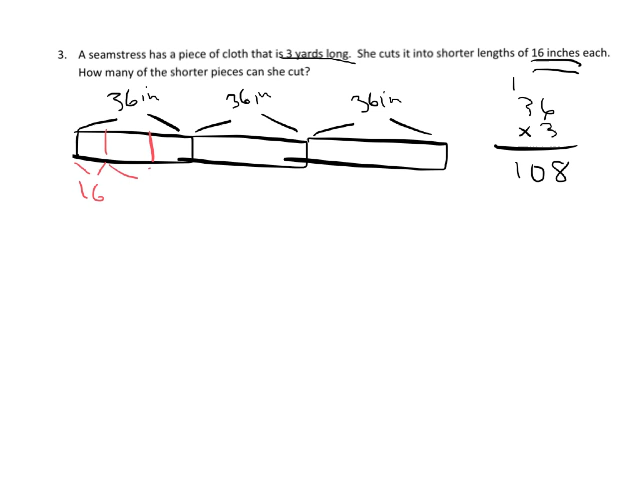 3. A seamstress has a piece of cloth that is 3 yards long. She cuts it into shorter lengths of 16 inches each.
How many of the shorter pieces can she cut?
36in 36in 36in
1
36
x 3
108
16